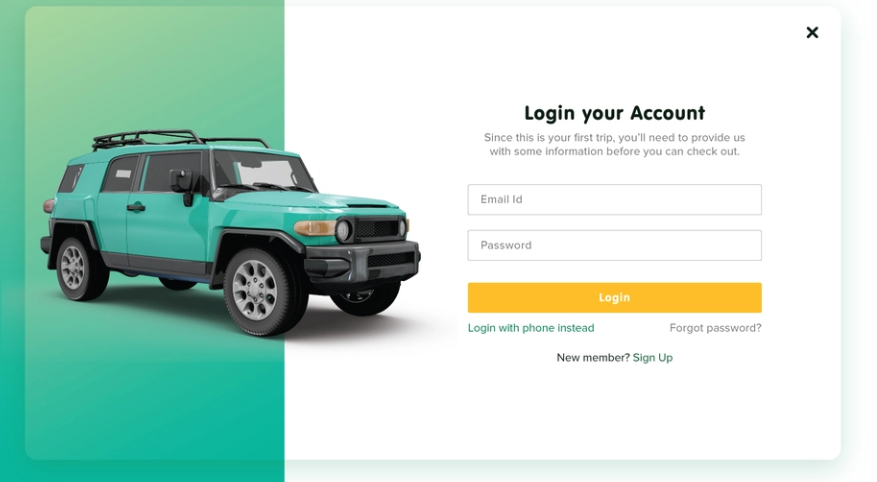 Login your Account
Since this is your first trip, you'll need to provide us
with some information before you can check out.
Email Id
Password
Login
Login with phone instead
Forgot password?
New member? Sign Up